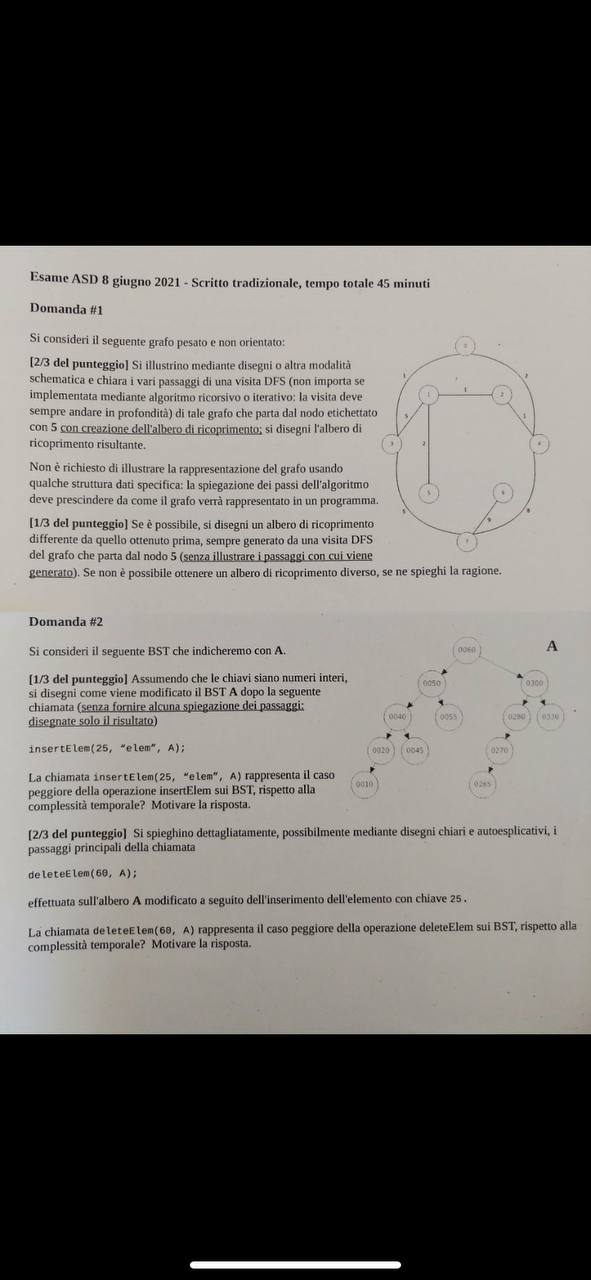 Esame ASD 8 giugno 2021 - Scritto tradizionale, tempo totale 45 minuti
Domanda #1
Si consideri il seguente grafo pesato e non orientato:
[2/3 del punteggio] Si illustrino mediante disegni o altra modalità
schematica e chiara i vari passaggi di una visita DFS (non importa se
implementata mediante algoritmo ricorsivo o iterativo: la visita deve
sempre andare in profondità) di tale grafo che parta dal nodo etichettato
con 5 con creazione dell'albero di ricoprimento; si disegni l'albero di
ricoprimento risultante.
Non è richiesto di illustrare la rappresentazione del grafo usando
qualche struttura dati specifica: la spiegazione dei passi dell'algoritmo
deve prescindere da come il grafo verrà rappresentato in un programma.
[1/3 del punteggio] Se è possibile, si disegni un albero di ricoprimento
differente da quello ottenuto prima, sempre generato da una visita DFS
del grafo che parta dal nodo 5 (senza illustrare i passaggi con cui viene
generato). Se non è possibile ottenere un albero di ricoprimento diverso, se ne spieghi la ragione.
1 2
1 1 2
5 1
3 2 4
5 6
5 9 8
7
Domanda #2
Si consideri il seguente BST che indicheremo con A.
[1/3 del punteggio] Assumendo che le chiavi siano numeri interi,
si disegni come viene modificato il BST A dopo la seguente
chiamata (senza fornire alcuna spiegazione dei passaggi:
disegnate solo il risultato)
insertElem(25, "elem", A);
La chiamata insertElem(25, "elem", A) rappresenta il caso
peggiore della operazione insertElem sui BST, rispetto alla
complessità temporale? Motivare la risposta.
0060 A
0050 0300
0040 0055 0280 0330
0020 0045 0270
0010 0265
[2/3 del punteggio] Si spieghino dettagliatamente, possibilmente mediante disegni chiari e autoesplicativi, i
passaggi principali della chiamata
deleteElem(60, A);
effettuata sull'albero A modificato a seguito dell'inserimento dell'elemento con chiave 25.
La chiamata deleteElem(60, A) rappresenta il caso peggiore della operazione deleteElem sui BST, rispetto alla
complessità temporale? Motivare la risposta.